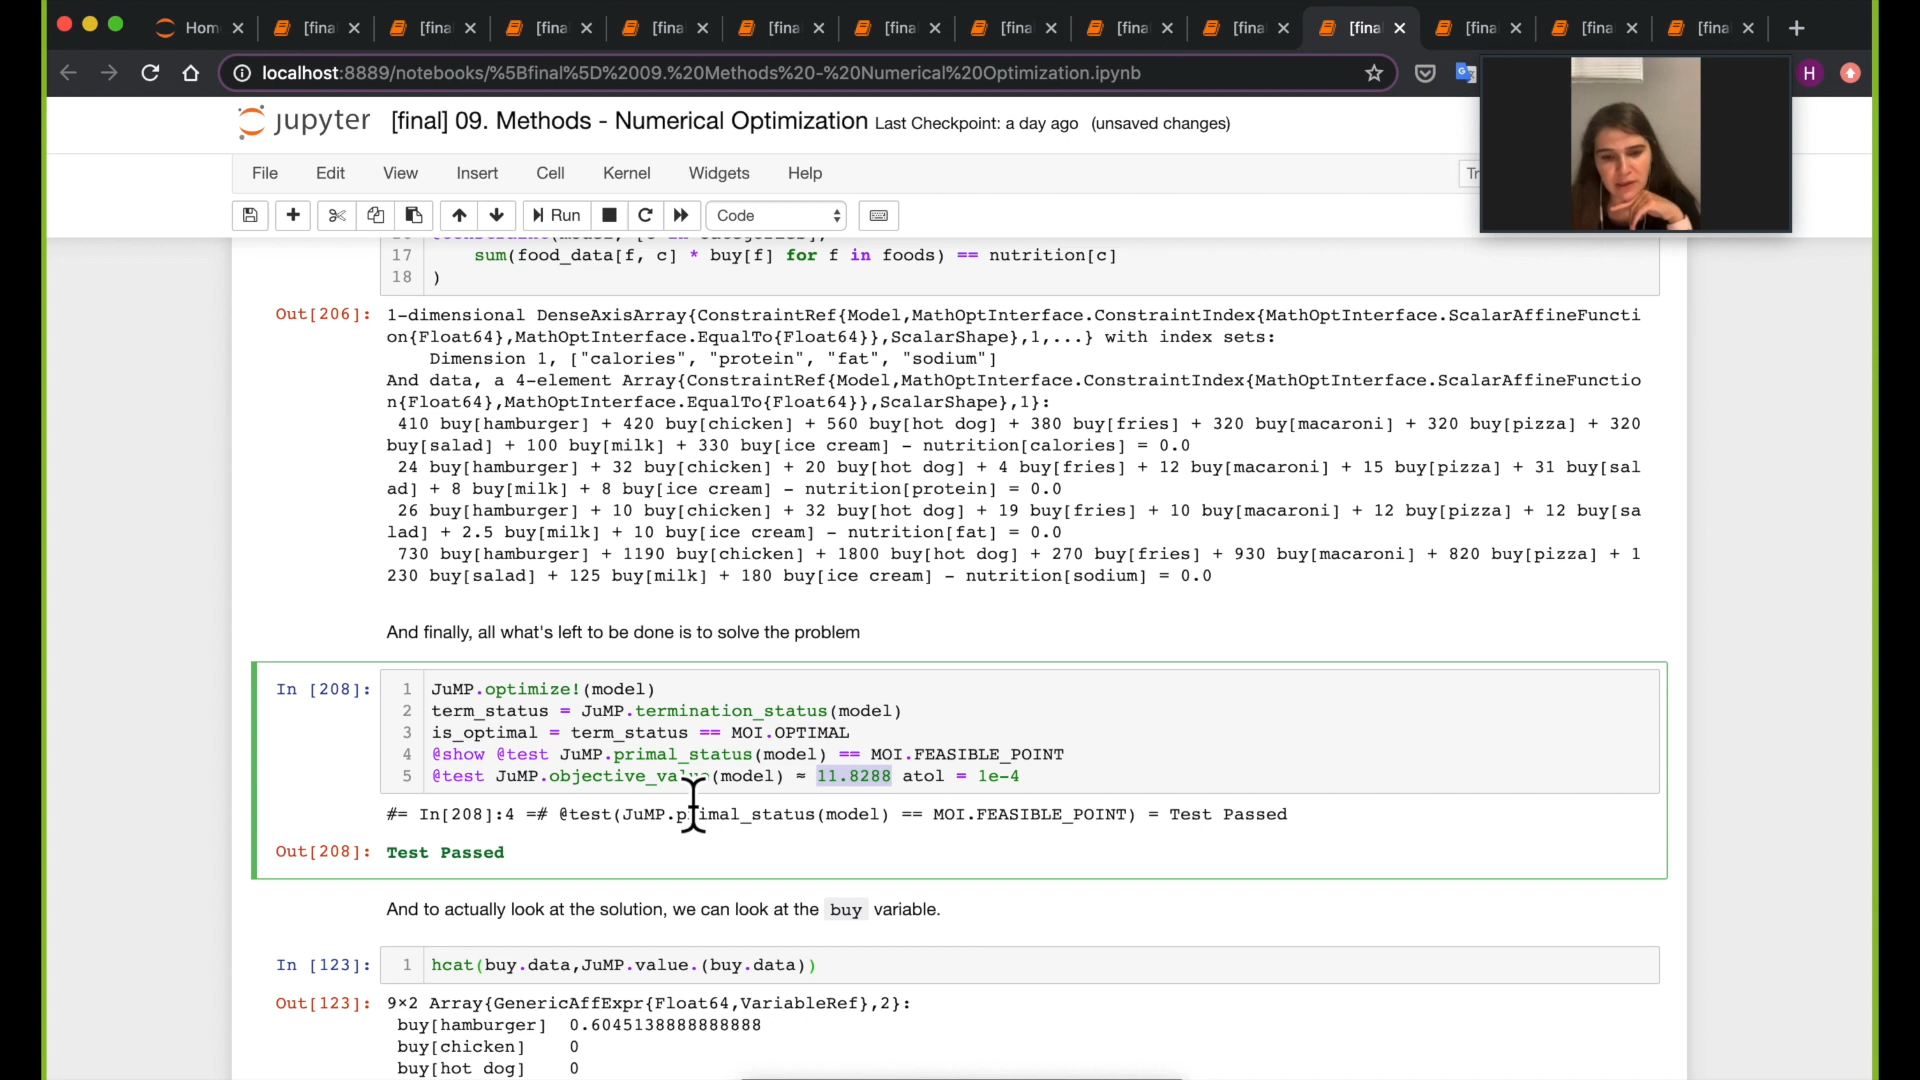 Hom
[fina
[fina
[fina
[fina
[fina
[fina
[fina
[fina
[fina
[final
[fina
[fina
[fina
localhost:8889/notebooks/%5Bfinal%5D%2009.%20Methods%20-%20Numerical%20Optimization.ipynb
H
jupyter [final] 09. Methods - Numerical Optimization Last Checkpoint: a day ago (unsaved changes)
File Edit View Insert Cell Kernel Widgets Help Tr
Run Code
17 sum(food_data[f, c] * buy[f] for f in foods) == nutrition[c]
18 )
Out[206]: 1-dimensional DenseAxisArray{ConstraintRef{Model,MathOptInterface.ConstraintIndex{MathOptInterface.ScalarAffineFuncti
on{Float64},MathOptInterface.EqualTo{Float64}},ScalarShape},1,...} with index sets:
Dimension 1, ["calories", "protein", "fat", "sodium"]
And data, a 4-element Array{ConstraintRef{Model,MathOptInterface.ConstraintIndex{MathOptInterface.ScalarAffineFunctio
n{Float64},MathOptInterface.EqualTo{Float64}},ScalarShape},1}:
410 buy[hamburger] + 420 buy[chicken] + 560 buy[hot dog] + 380 buy[fries] + 320 buy[macaroni] + 320 buy[pizza] + 320
buy[salad] + 100 buy[milk] + 330 buy[ice cream] - nutrition[calories] = 0.0
24 buy[hamburger] + 32 buy[chicken] + 20 buy[hot dog] + 4 buy[fries] + 12 buy[macaroni] + 15 buy[pizza] + 31 buy[sal
ad] + 8 buy[milk] + 8 buy[ice cream] - nutrition[protein] = 0.0
26 buy[hamburger] + 10 buy[chicken] + 32 buy[hot dog] + 19 buy[fries] + 10 buy[macaroni] + 12 buy[pizza] + 12 buy[sa
lad] + 2.5 buy[milk] + 10 buy[ice cream] - nutrition[fat] = 0.0
730 buy[hamburger] + 1190 buy[chicken] + 1800 buy[hot dog] + 270 buy[fries] + 930 buy[macaroni] + 820 buy[pizza] + 1
230 buy[salad] + 125 buy[milk] + 180 buy[ice cream] - nutrition[sodium] = 0.0
And finally, all what's left to be done is to solve the problem
In [208]: 1 JuMP.optimize!(model)
2 term_status = JuMP.termination_status(model)
3 is_optimal = term_status == MOI.OPTIMAL
4 @show @test JuMP.primal_status(model) == MOI.FEASIBLE_POINT
5 @test JuMP.objective_value(model) ≈ 11.8288 atol = 1e-4
#= In[208]:4 =# @test(JuMP.primal_status(model) == MOI.FEASIBLE_POINT) = Test Passed
Out[208]: Test Passed
And to actually look at the solution, we can look at the buy variable.
In [123]: 1 hcat(buy.data,JuMP.value.(buy.data))
Out[123]: 9×2 Array{GenericAffExpr{Float64,VariableRef},2}:
buy[hamburger] 0.6045138888888888
buy[chicken] 0
buy[hot dog] 0